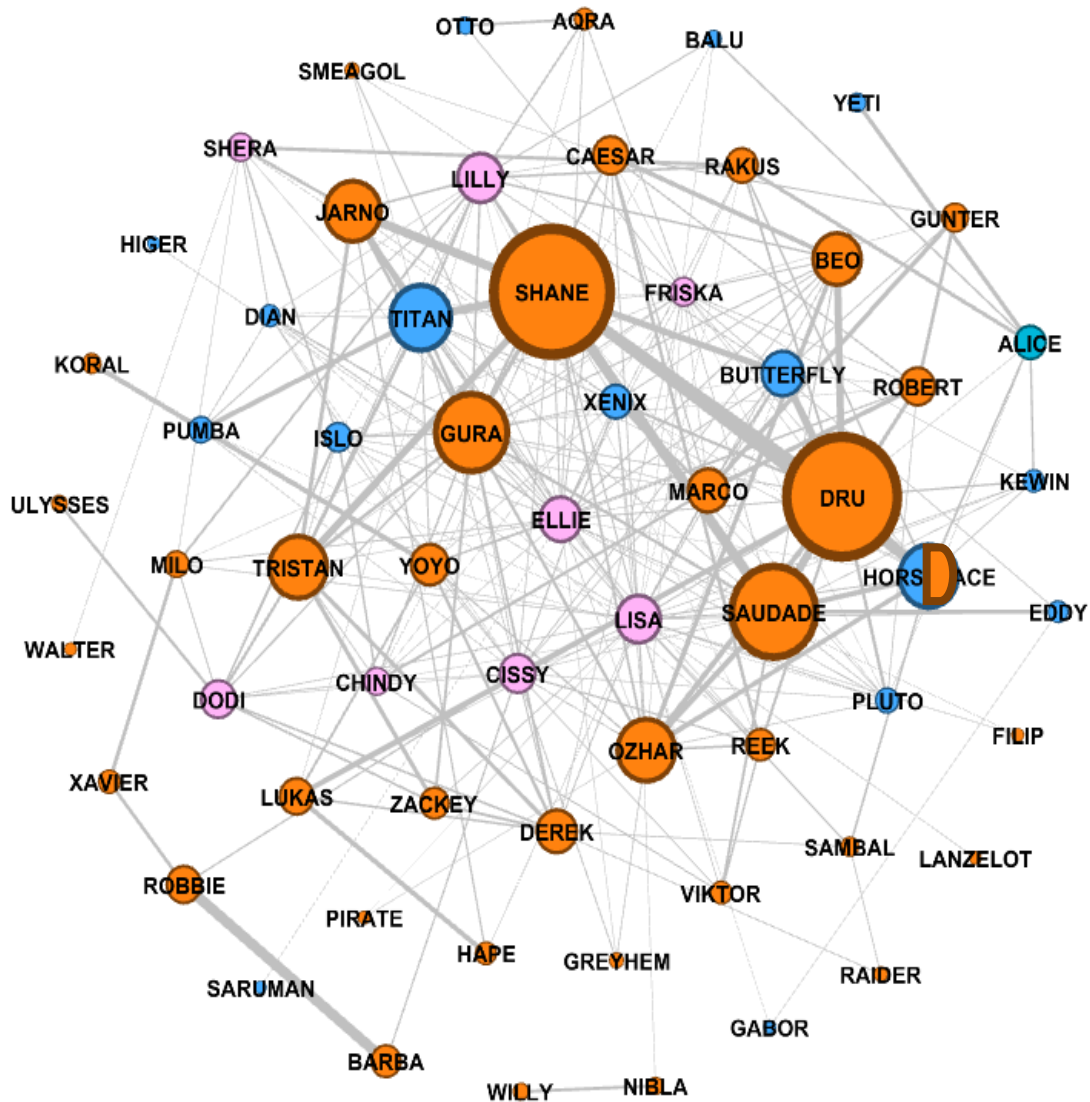 OTTO
AQRA
BALU
SMEAGOL
YETI
SHERA
CAESAR
RAKUS
LILLY
JARNO
GUNTER
HIGER
BEO
SHANE
FRISKA
DIAN
TITAN
ALICE
KORAL
BUTTERFLY
ROBERT
XENIX
PUMBA
ISLO
GURA
KEWIN
MARCO
DRU
ULYSSES
ELLIE
MILO
TRISTAN
YOYO
HORS ACE
EDDY
SAUDADE
LISA
WALTER
CISSY
CHINDY
DODI
PLUTO
FILIP
REEK
OZHAR
XAVIER
LUKAS
ZACKEY
DEREK
SAMBAL
LANZELOT
ROBBIE
VIKTOR
PIRATE
HAPE
GREYHEM
RAIDER
SARUMAN
GABOR
BARBA
WILLY
NIBLA